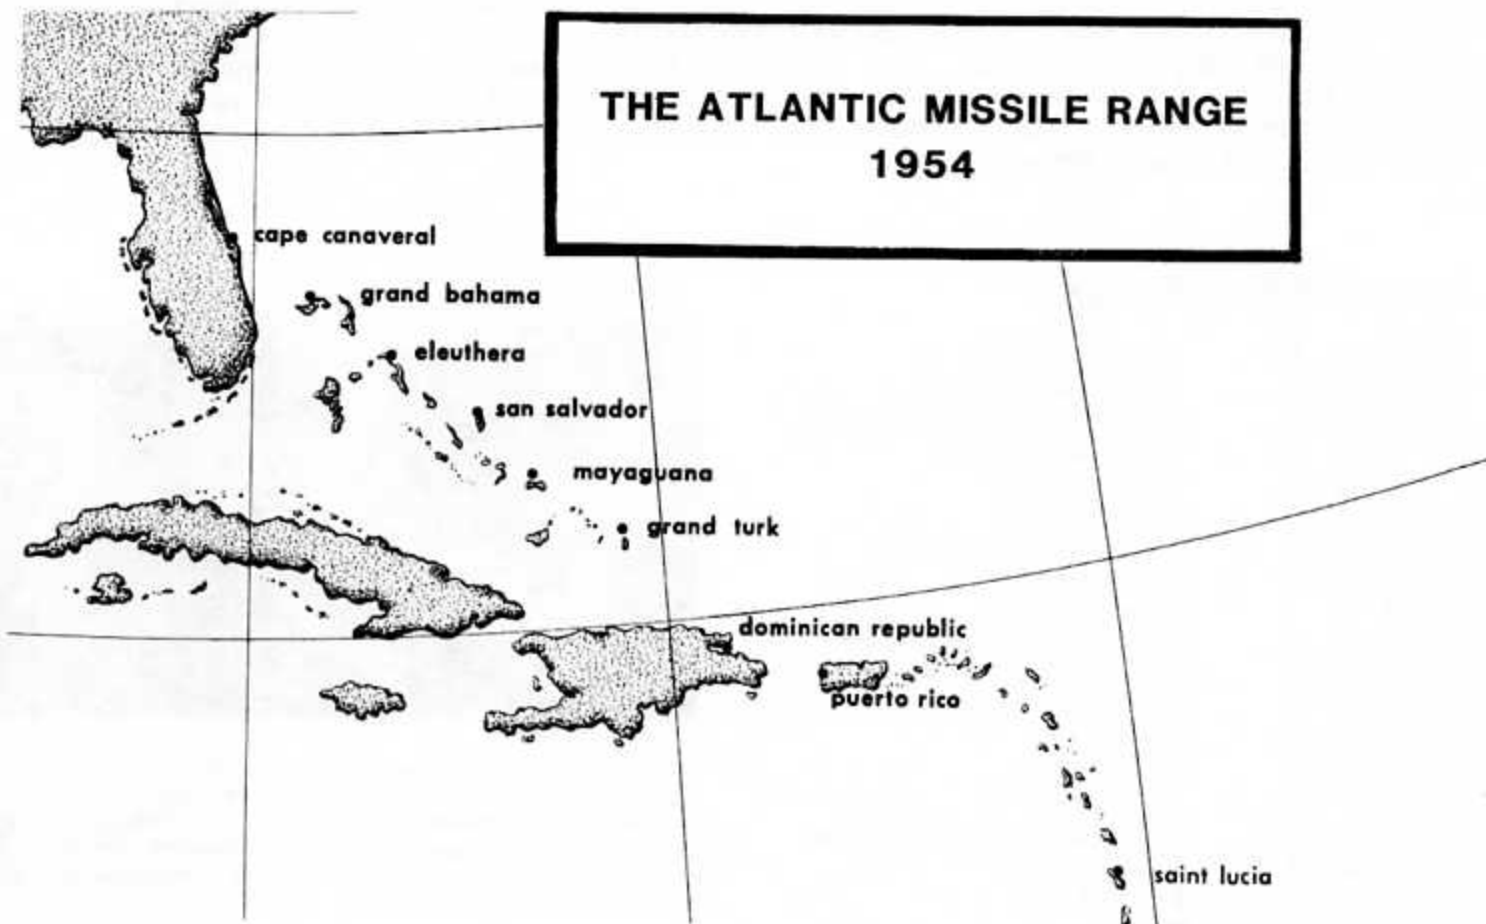 THE ATLANTIC MISSILE RANGE
1954
cape canaveral
grand bahama
eleuthera
san salvador
mayaguana
grand turk
dominican republic
puerto rico
saint lucia